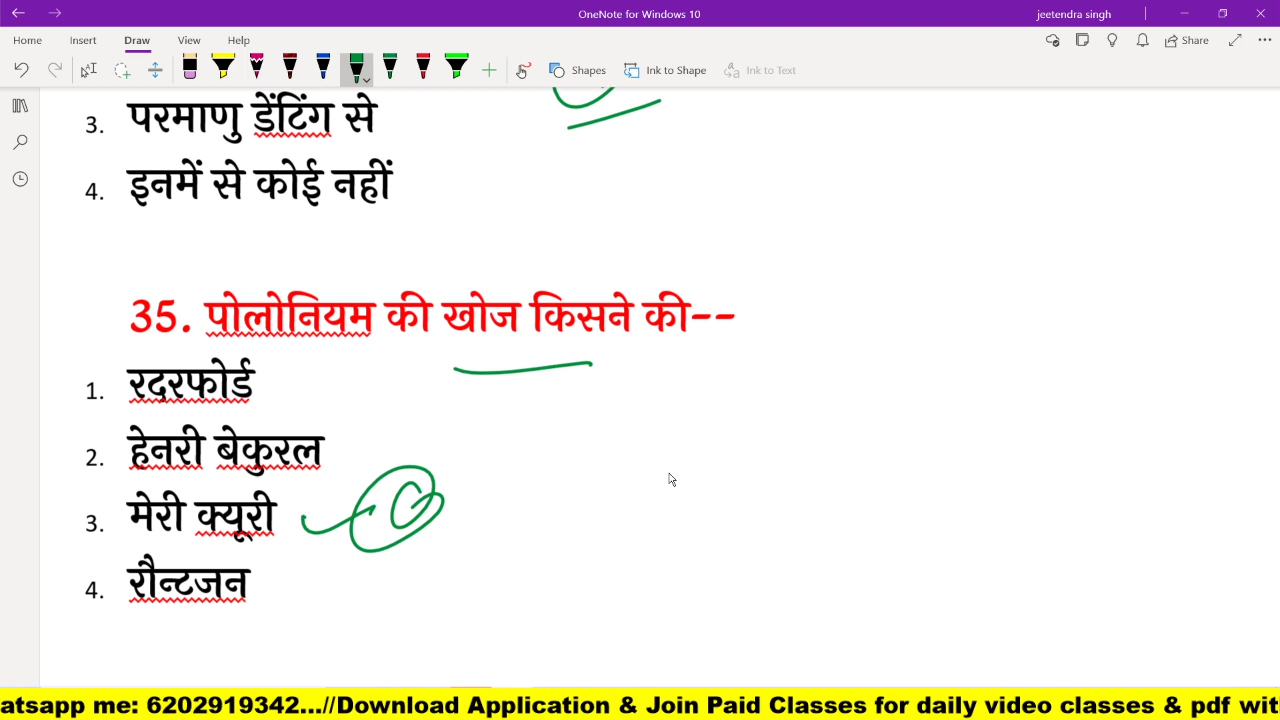 OneNote for Windows 10
jeetendra singh
Home Insert Draw View Help
Share
Shapes Ink to Shape Ink to Text
3. परमाणु डेंटिंग से
4. इनमें से कोई नहीं
35. पोलोनियम की खोज किसने की--
1. रदरफोर्ड
2. हेनरी बेकुरल
3. मेरी क्यूरी
4. रौन्टजन
atsapp me: 6202919342...//Download Application & Join Paid Classes for daily video classes & pdf wit